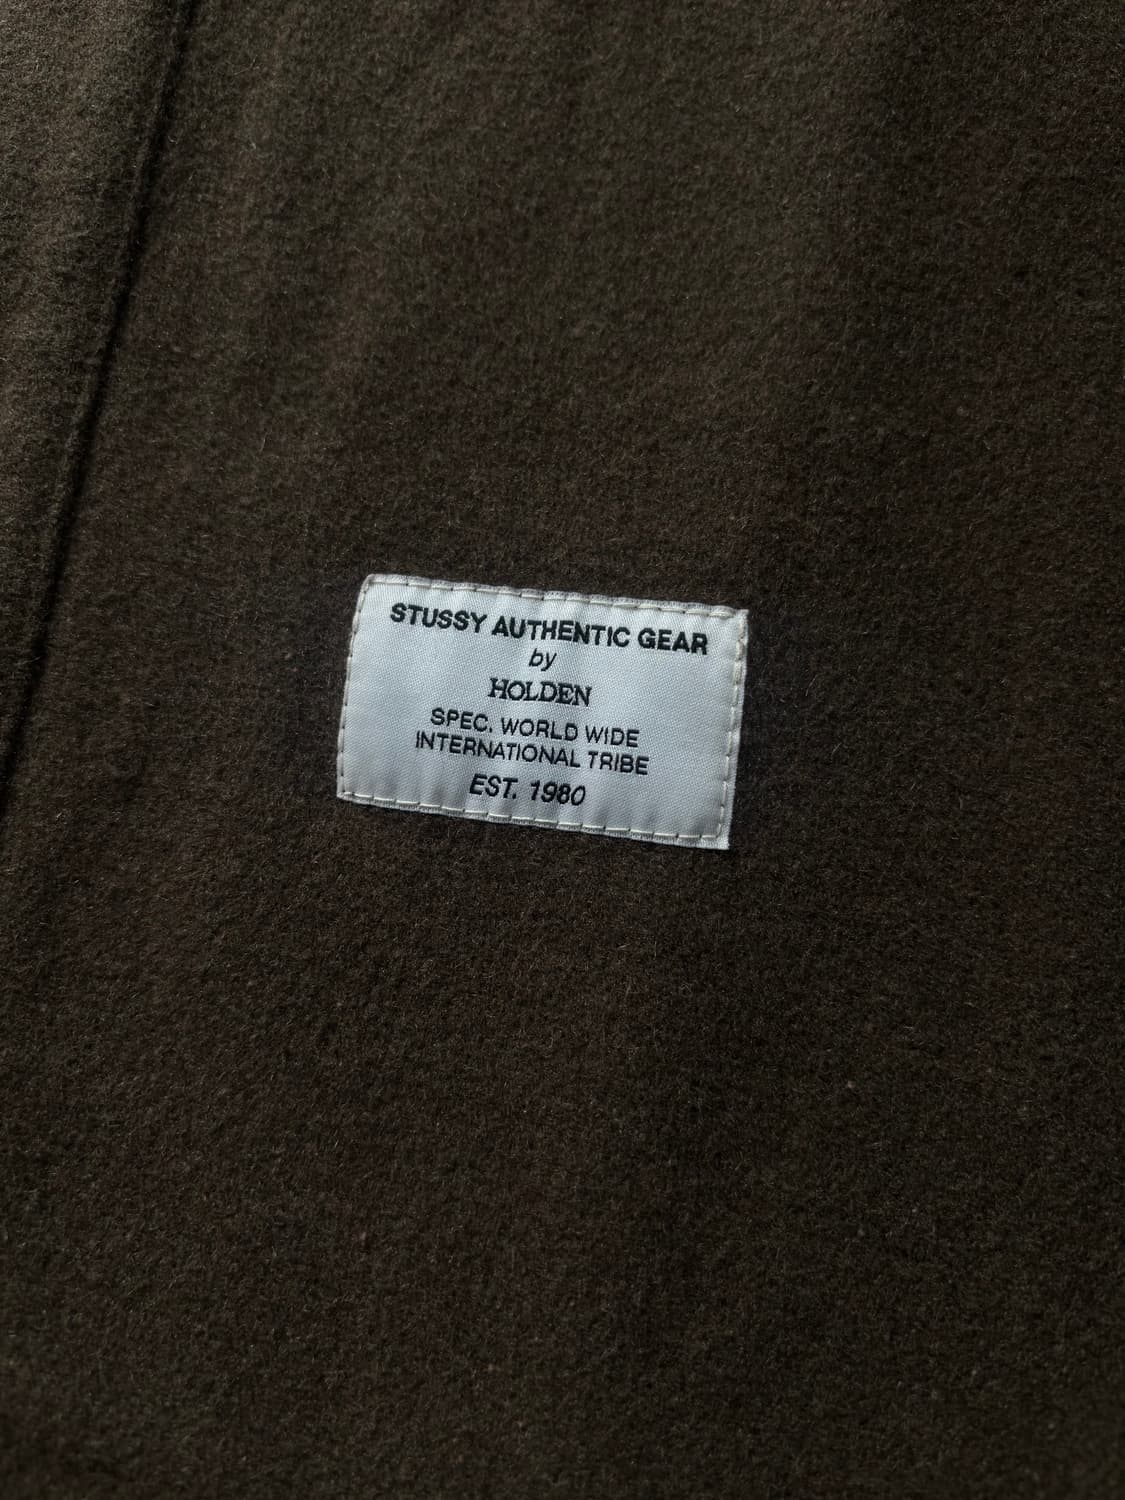 STUSSY AUTHENTIC GEAR
by
HOLDEN
SPEC. WORLD WIDE
INTERNATIONAL TRIBE
EST. 1980